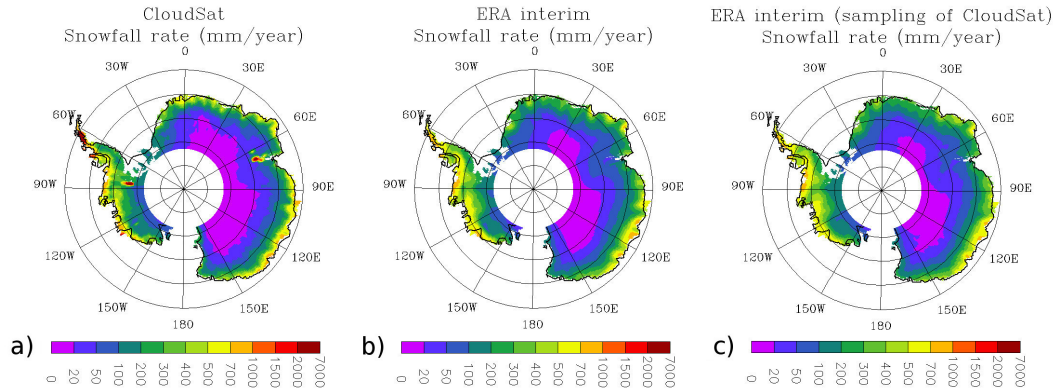 CloudSat
Snowfall rate (mm/year)
0
30W
30E
60W
60E
90W
90E
120W
120E
150W
150E
180
a)
0
20
50
100
200
300
500
700
1000
1500
2000
7000
ERA interim
Snowfall rate (mm/year)
0
30W
30E
60W
60E
90W
90E
120W
120E
150W
150E
180
b)
0
20
50
100
200
300
500
700
1000
1500
2000
7000
ERA interim (sampling of CloudSat)
Snowfall rate (mm/year)
0
30W
30E
60W
60E
90W
90E
120W
120E
150W
150E
180
c)
0
20
50
100
200
300
500
700
1000
1500
2000
7000